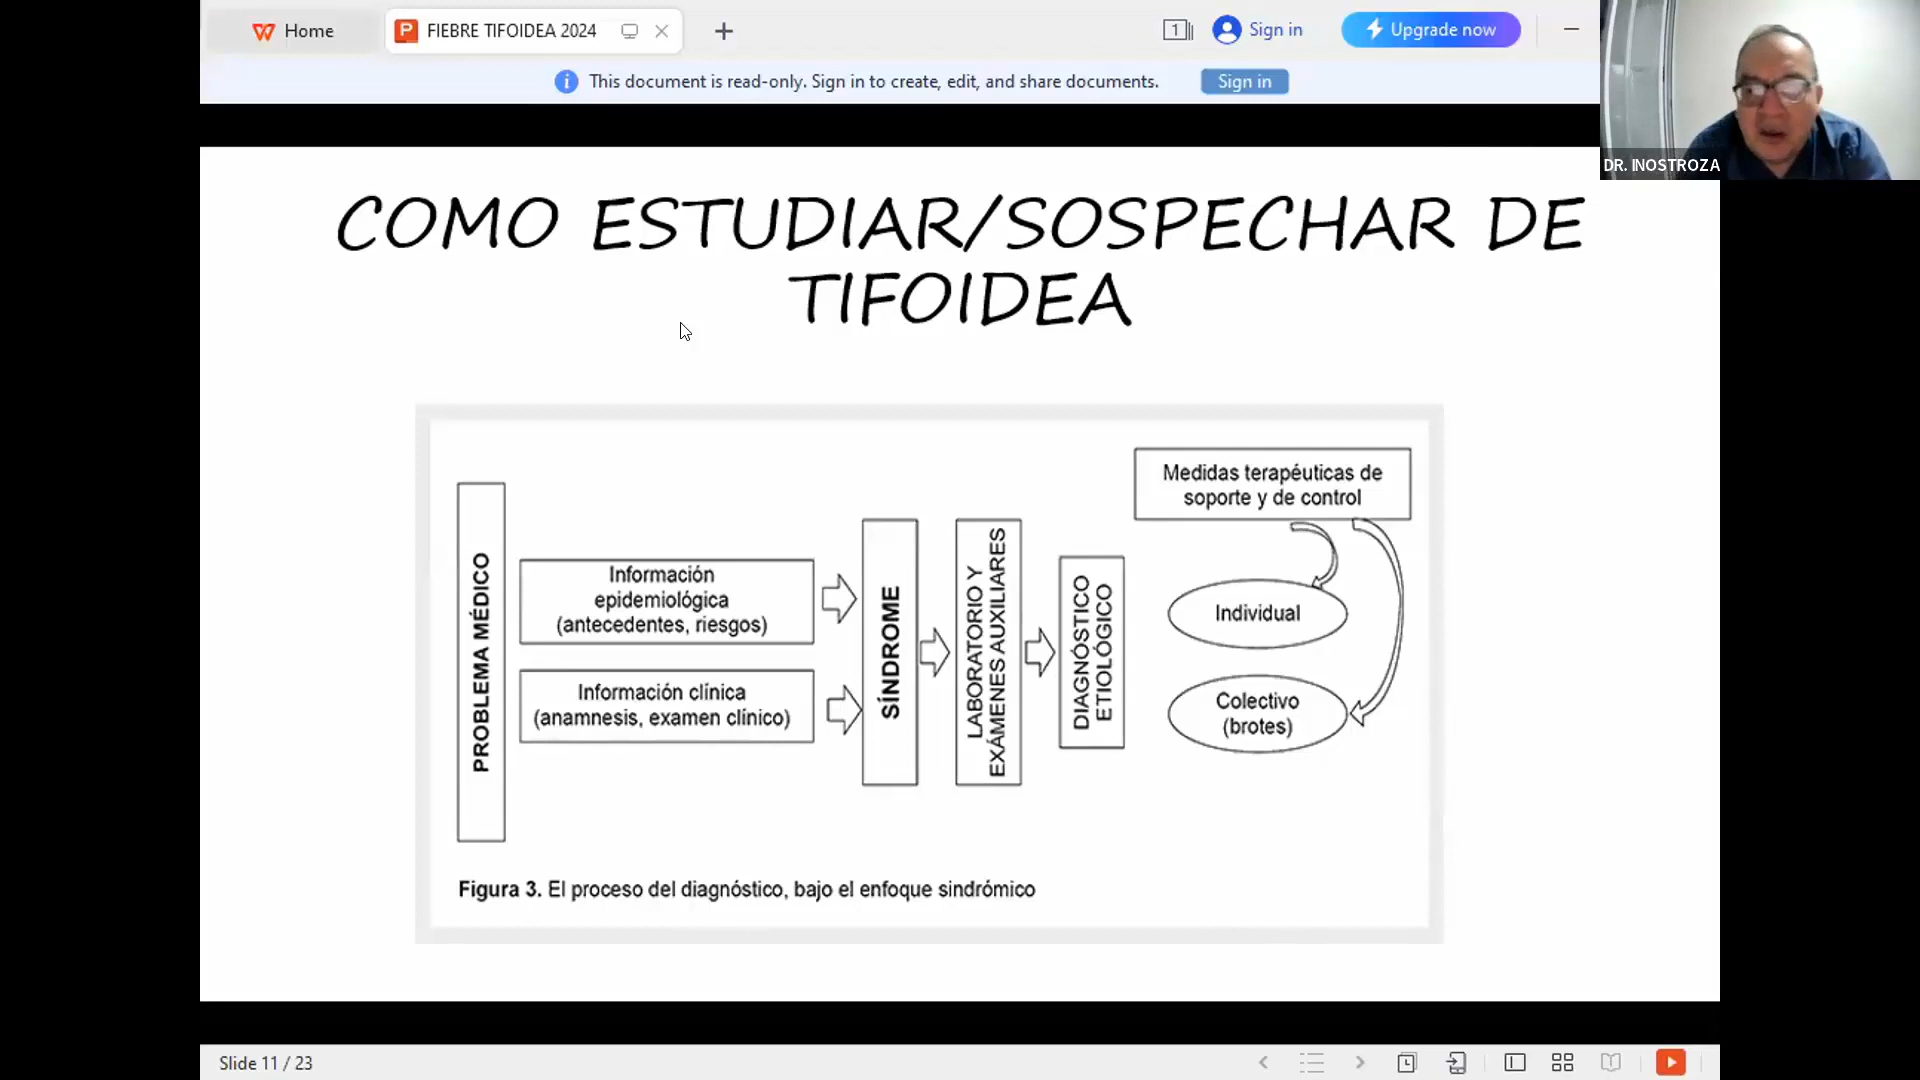 Home
FIEBRE TIFOIDEA 2024
1
Sign in
Upgrade now
This document is read-only. Sign in to create, edit, and share documents.
Sign in
DR. INOSTROZA
COMO ESTUDIAR/SOSPECHAR DE
TIFOIDEA
PROBLEMA MÉDICO
Información
epidemiológica
(antecedentes, riesgos)
Información clínica
(anamnesis, examen clínico)
SÍNDROME
LABORATORIO Y
EXÁMENES AUXILIARES
DIAGNÓSTICO
ETIOLÓGICO
Medidas terapéuticas de
soporte y de control
Individual
Colectivo
(brotes)
Figura 3. El proceso del diagnóstico, bajo el enfoque sindrómico
Slide 11 / 23